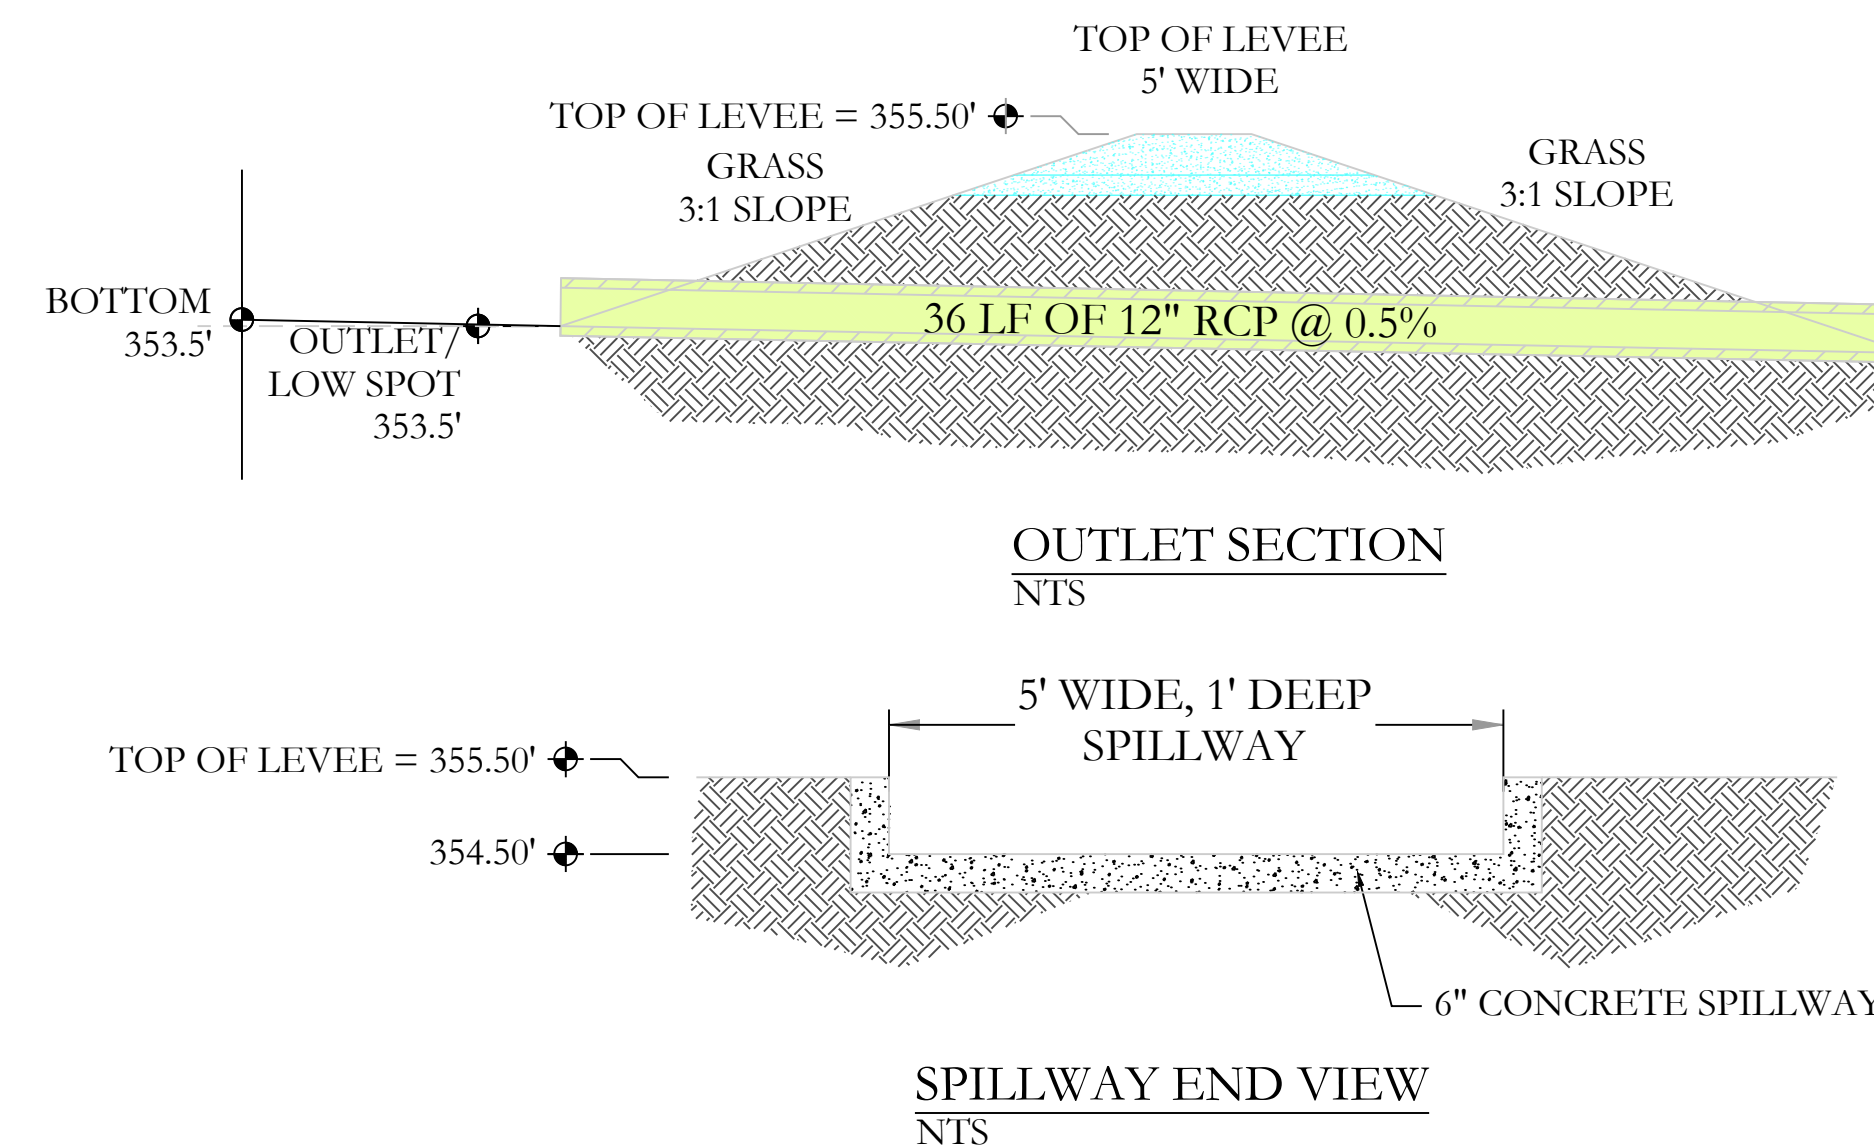 TOP OF LEVEE
5' WIDE
TOP OF LEVEE = 355.50'
GRASS
3:1 SLOPE
GRASS
3:1 SLOPE
BOTTOM
353.5'
OUTLET/
LOW SPOT
353.5'
36 LF OF 12" RCP @ 0.5%
OUTLET SECTION
NTS
5' WIDE, 1' DEEP
SPILLWAY
TOP OF LEVEE = 355.50'
354.50'
6" CONCRETE SPILLWAY
SPILLWAY END VIEW
NTS